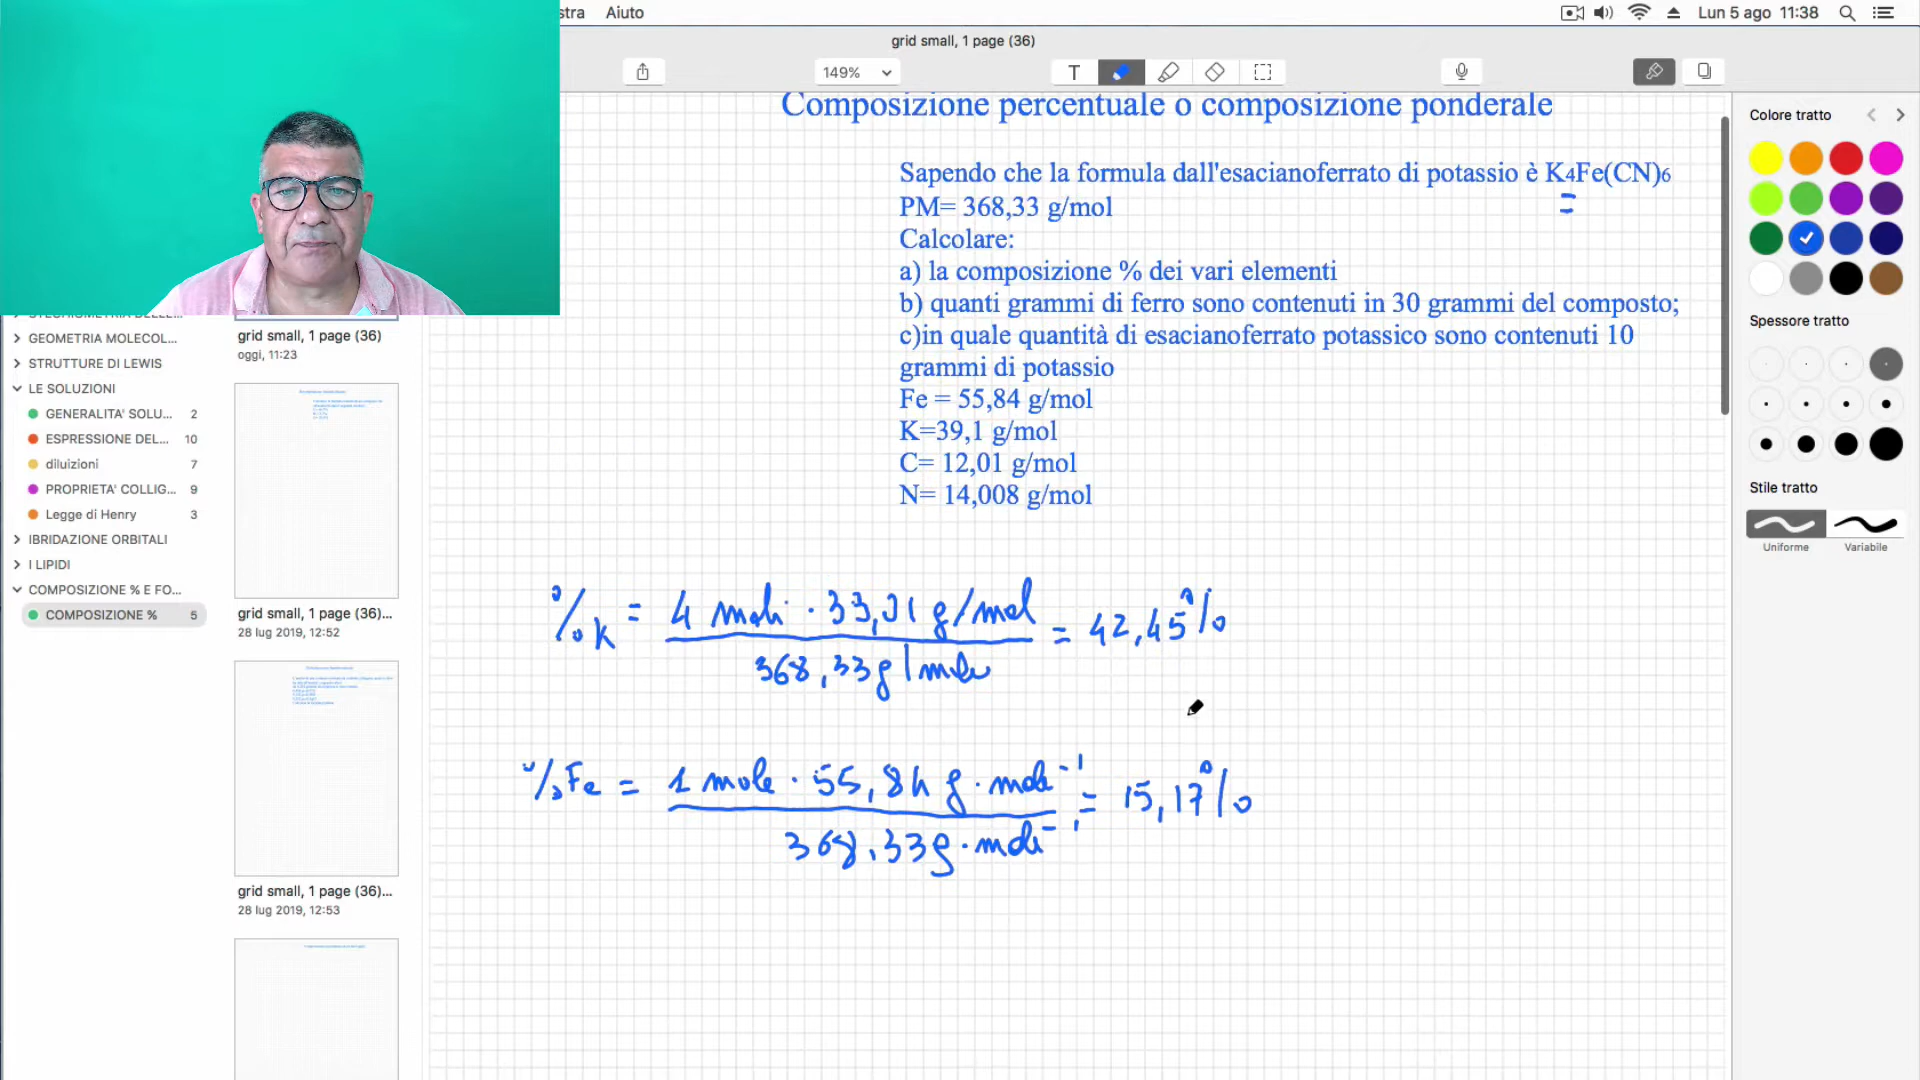 stra Aiuto
Lun 5 ago 11:38
grid small, 1 page (36)
149%
T
Composizione percentuale o composizione ponderale
Sapendo che la formula dall'esacianoferrato di potassio è K4Fe(CN)6
PM= 368,33 g/mol
Calcolare:
a) la composizione % dei vari elementi
b) quanti grammi di ferro sono contenuti in 30 grammi del composto;
c)in quale quantità di esacianoferrato potassico sono contenuti 10
grammi di potassio
Fe = 55,84 g/mol
K=39,1 g/mol
C= 12,01 g/mol
N= 14,008 g/mol
% K = 4 moli · 33,01 g/mol = 42,45 %
368,33 g/mole
% Fe = 1 mole · 55,84 g · mole -1 = 15,17 %
368,33 g · mole -1
GEOMETRIA MOLECOL...
STRUTTURE DI LEWIS
LE SOLUZIONI
GENERALITA' SOLU... 2
ESPRESSIONE DEL... 10
diluizioni 7
PROPRIETA' COLLIG... 9
Legge di Henry 3
IBRIDAZIONE ORBITALI
I LIPIDI
COMPOSIZIONE % E FO...
COMPOSIZIONE % 5
grid small, 1 page (36)
oggi, 11:23
grid small, 1 page (36)...
28 lug 2019, 12:52
grid small, 1 page (36)...
28 lug 2019, 12:53
Colore tratto
Spessore tratto
Stile tratto
Uniforme Variabile